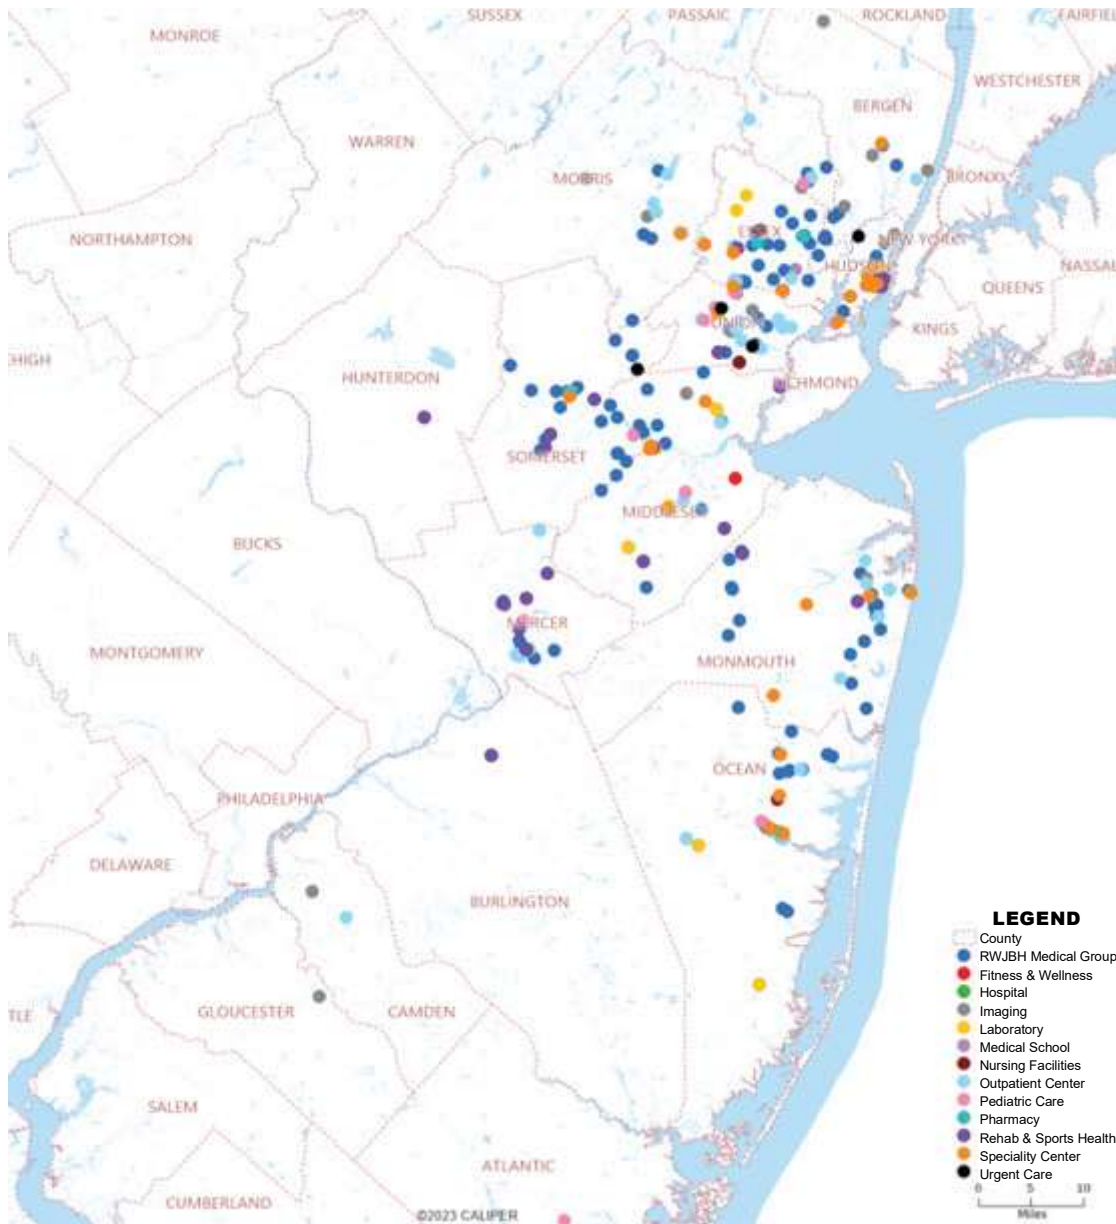 SUSSEX
PASSAIC
ROCKLAND
FAIRFIEL
MONROE
WESTCHESTER
BERGEN
WARREN
MORRIS
BRONX
NORTHAMPTON
ESSEX
NEW YORK
HUDSON
NASSAU
QUEENS
UNION
KINGS
HIGH
HUNTERDON
RICHMOND
SOMERSET
MIDDLESEX
BUCKS
MERCER
MONTGOMERY
MONMOUTH
OCEAN
PHILADELPHIA
DELAWARE
BURLINGTON
GLOUCESTER
CAMDEN
TLE
SALEM
ATLANTIC
CUMBERLAND
©2023 CALIPER
LEGEND
County
RWJBH Medical Group
Fitness & Wellness
Hospital
Imaging
Laboratory
Medical School
Nursing Facilities
Outpatient Center
Pediatric Care
Pharmacy
Rehab & Sports Health
Speciality Center
Urgent Care
0 5 10
Miles